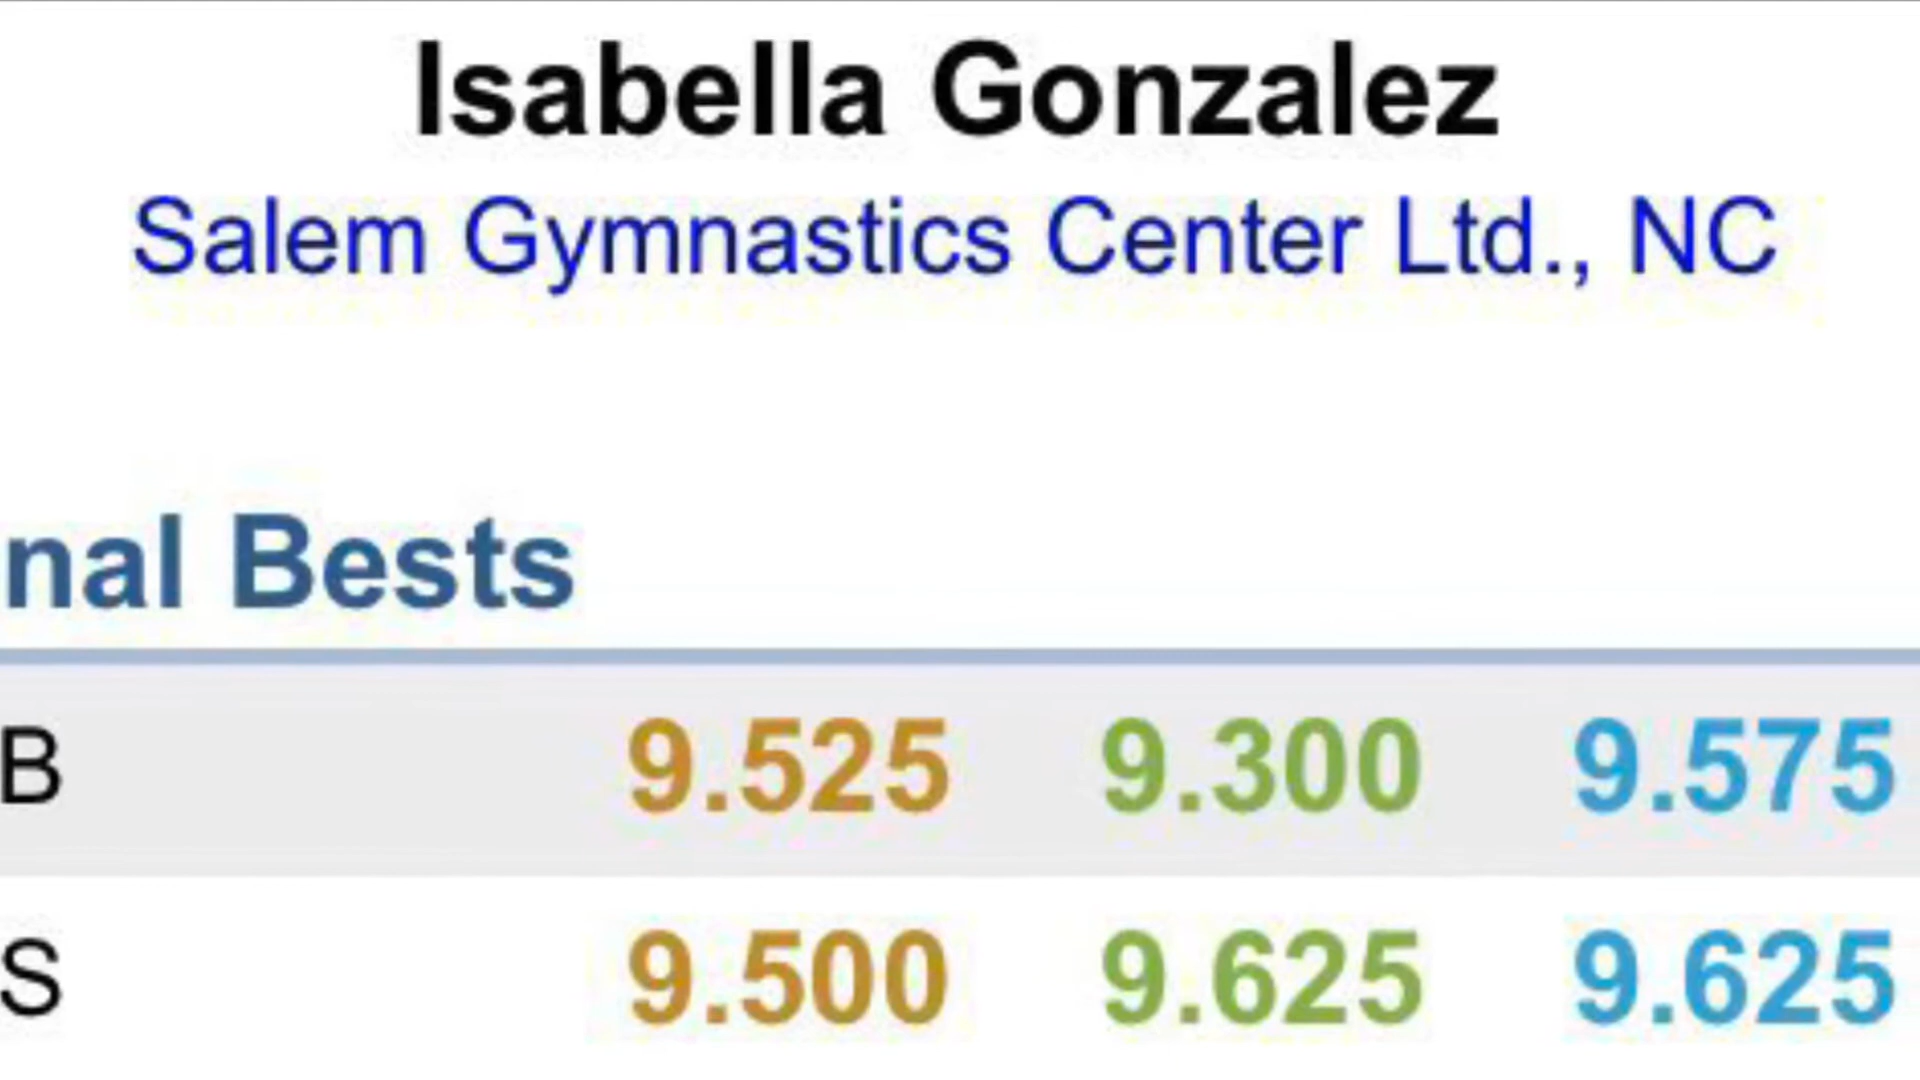 Isabella Gonzalez
Salem Gymnastics Center Ltd., NC
nal Bests
B 9.525 9.300 9.575
S 9.500 9.625 9.625